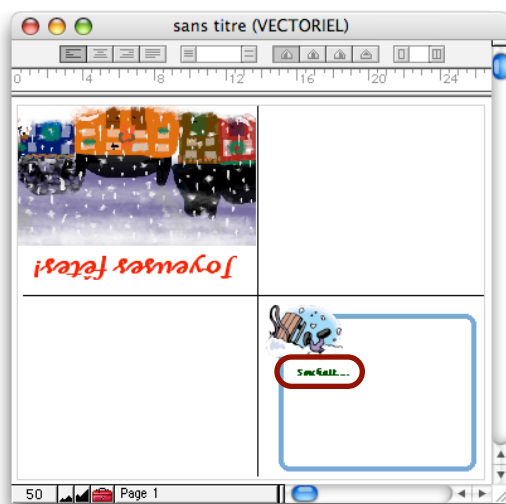 sans titre (VECTORIEL)
0 4 8 12 16 20 24
Joyeuses fêtes!
Souhait....
50 Page 1